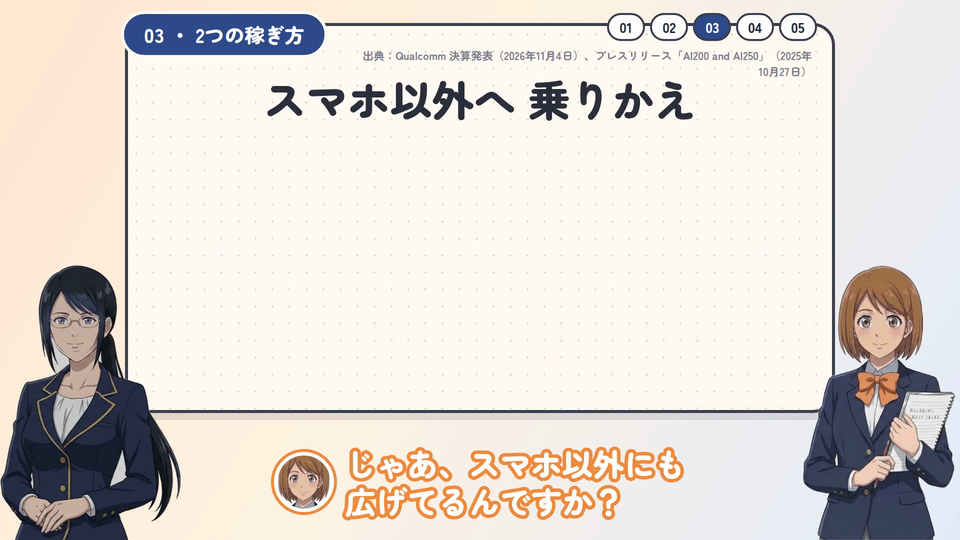 03 ・ 2つの稼ぎ方
01 02 03 04 05
出典：Qualcomm 決算発表（2026年11月4日）、プレスリリース「AI200 and AI250」（2025年
10月27日）
スマホ以外へ 乗りかえ
じゃあ、スマホ以外にも
広げてるんですか？